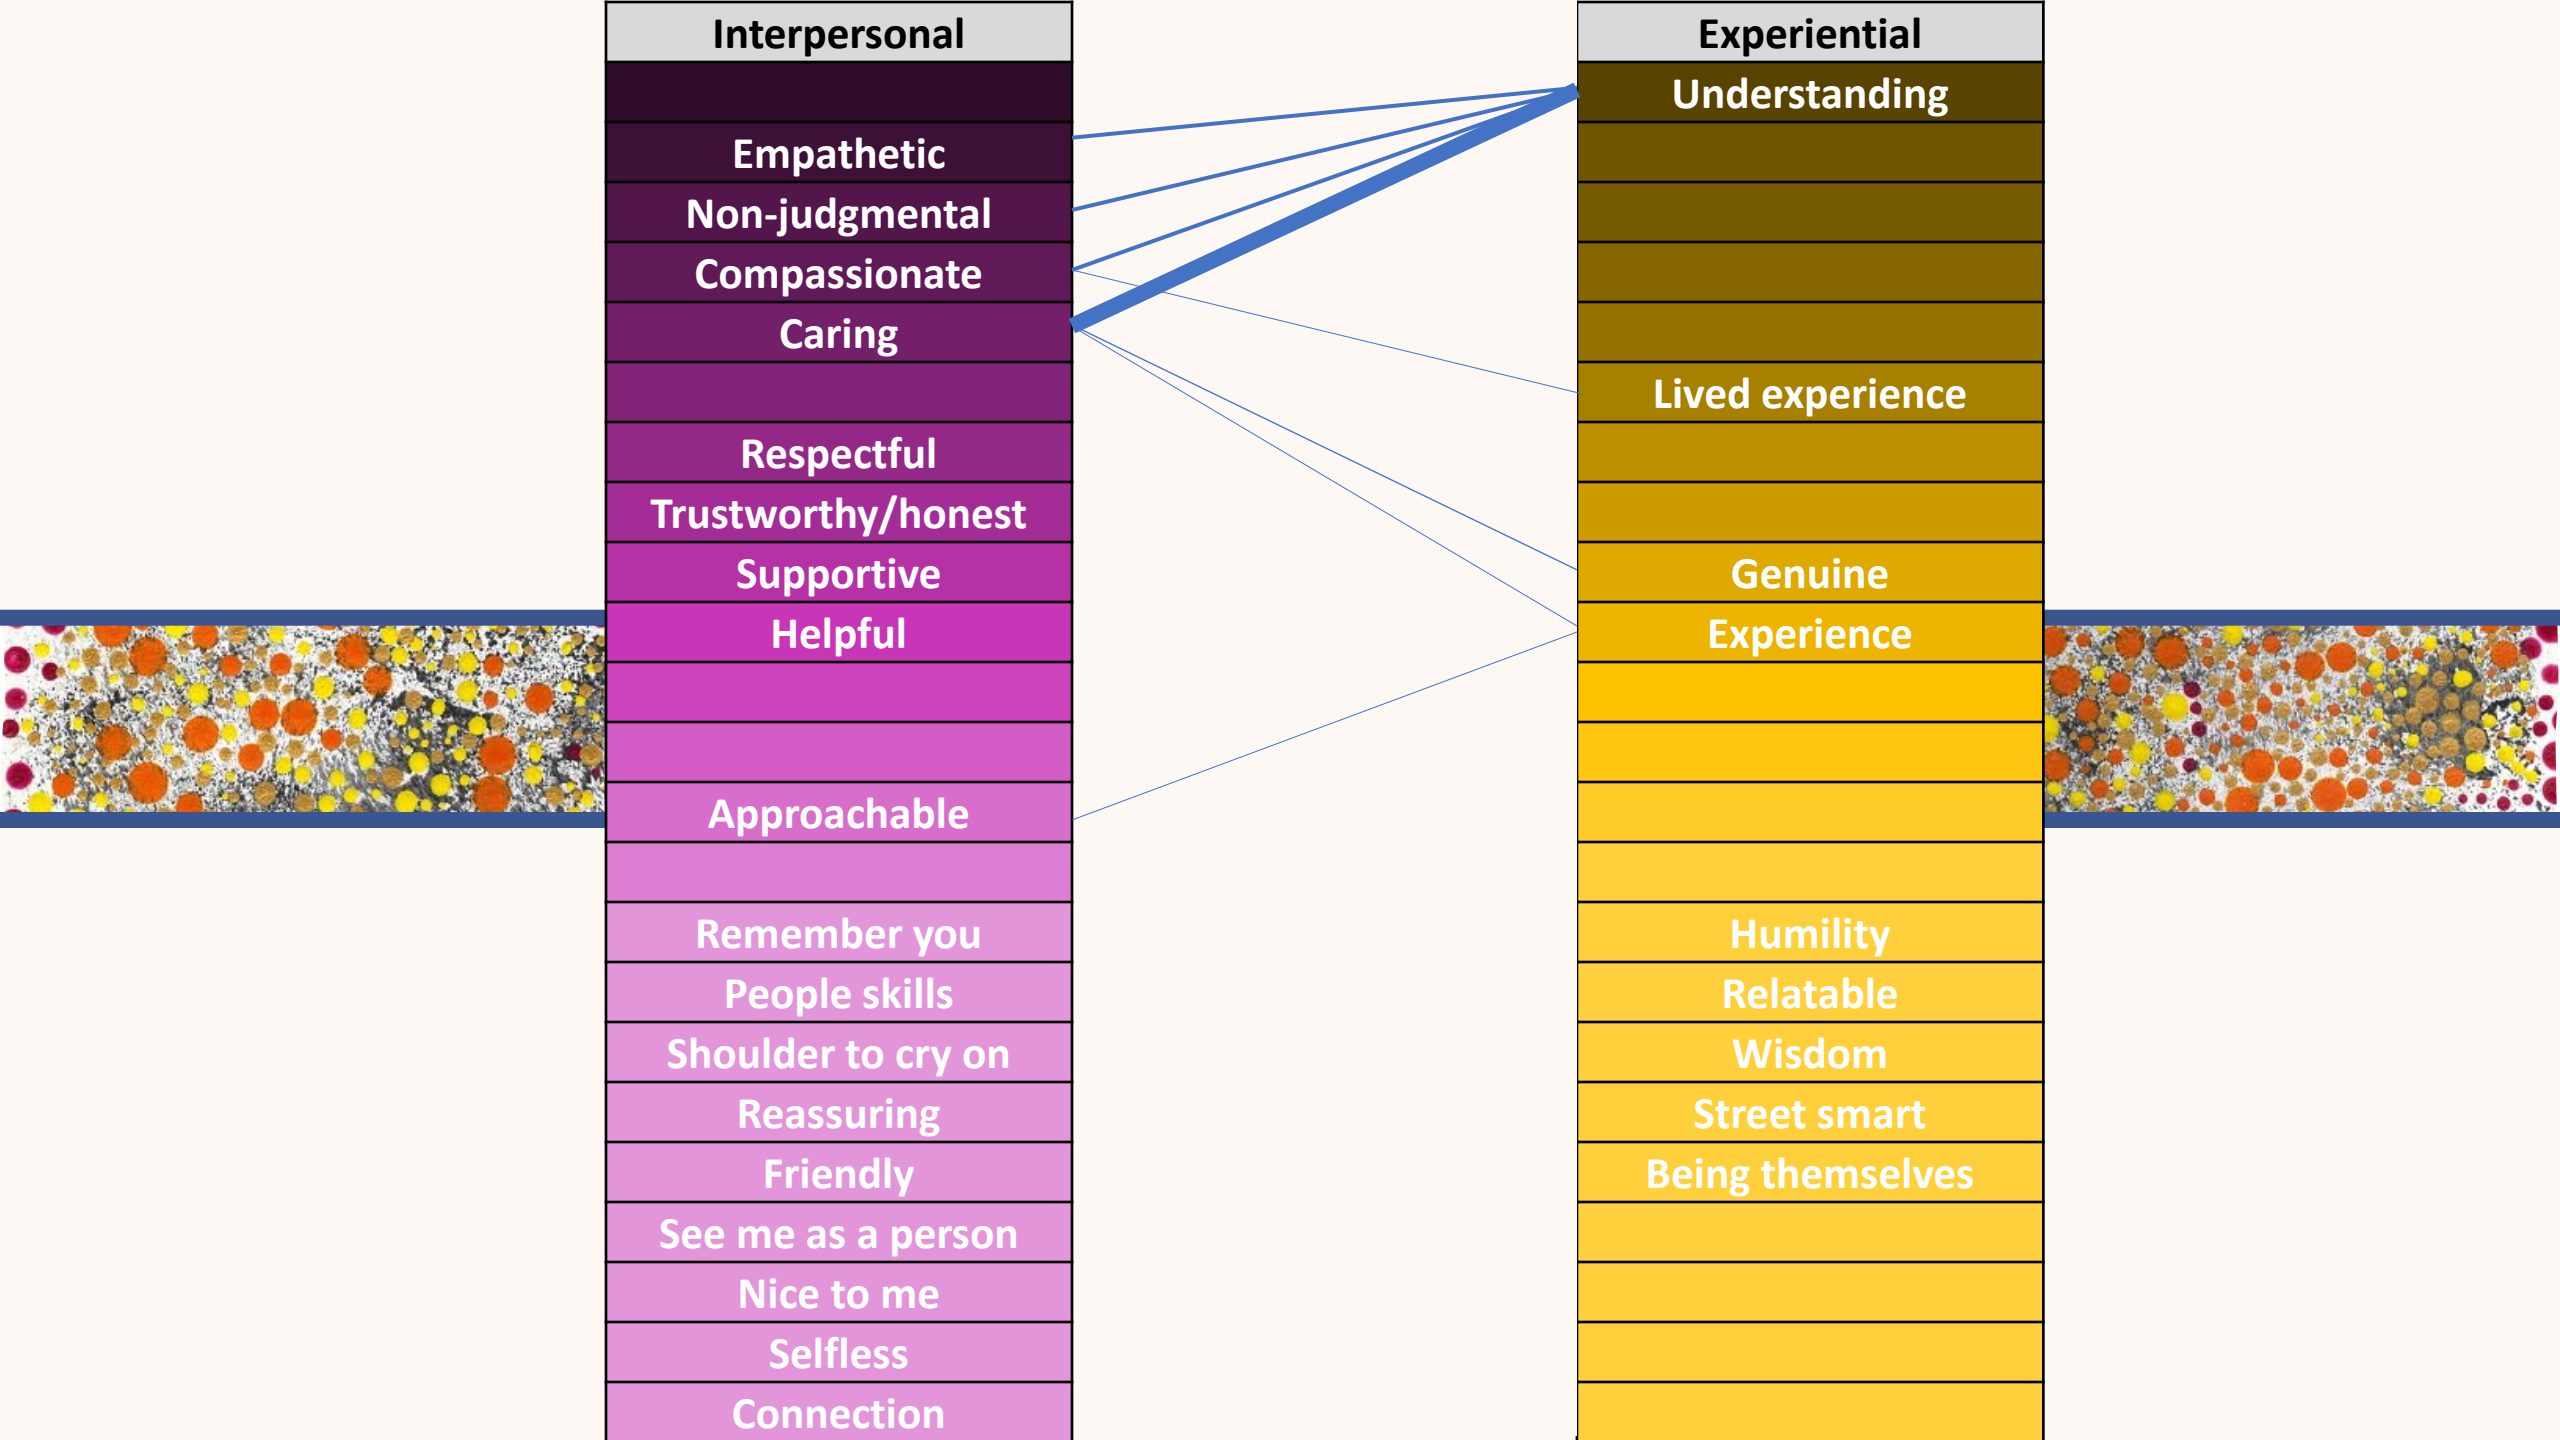 Interpersonal
Empathetic
Non-judgmental
Compassionate
Caring
Respectful
Trustworthy/honest
Supportive
Helpful
Approachable
Remember you
People skills
Shoulder to cry on
Reassuring
Friendly
See me as a person
Nice to me
Selfless
Connection
Experiential
Understanding
Lived experience
Genuine
Experience
Humility
Relatable
Wisdom
Street smart
Being themselves